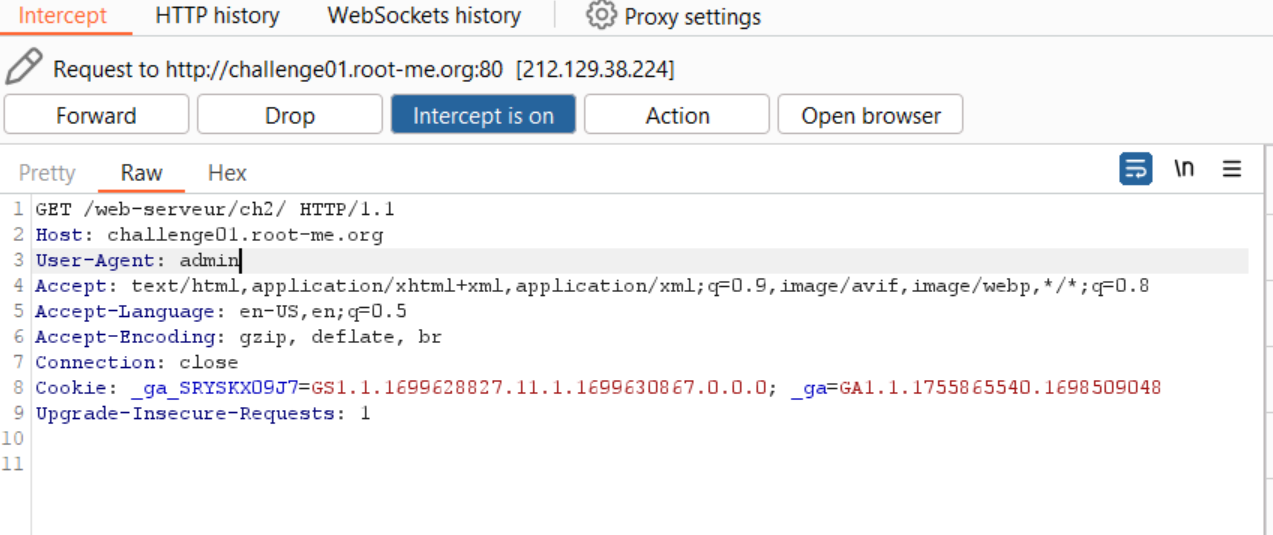 Intercept HTTP history WebSockets history Proxy settings
Request to http://challenge01.root-me.org:80 [212.129.38.224]
Forward Drop Intercept is on Action Open browser
Pretty Raw Hex \n
1 GET /web-serveur/ch2/ HTTP/1.1
2 Host: challenge01.root-me.org
3 User-Agent: admin
4 Accept: text/html,application/xhtml+xml,application/xml;q=0.9,image/avif,image/webp,*/*;q=0.8
5 Accept-Language: en-US,en;q=0.5
6 Accept-Encoding: gzip, deflate, br
7 Connection: close
8 Cookie: _ga_SRYSKX09J7=GS1.1.1699628827.11.1.1699630867.0.0.0; _ga=GA1.1.1755865540.1698509048
9 Upgrade-Insecure-Requests: 1
10
11